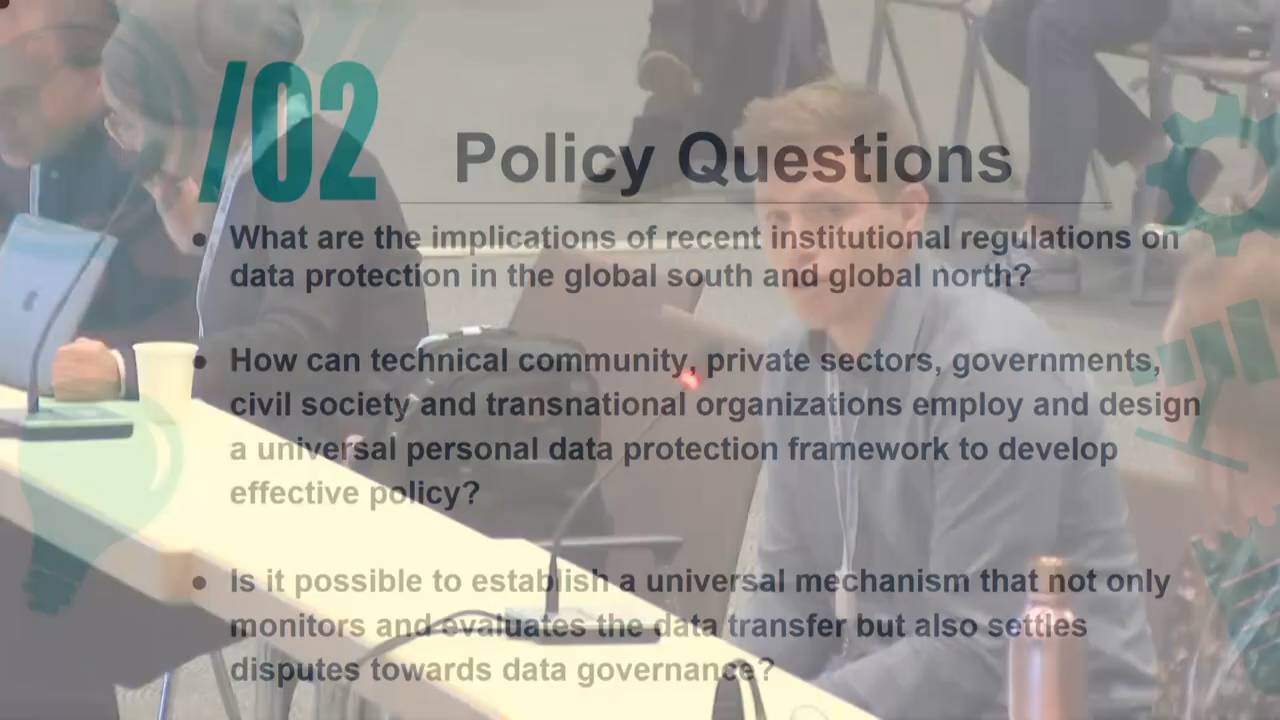 /02
Policy Questions
• What are the implications of recent institutional regulations on
data protection in the global south and global north?
• How can technical community, private sectors, governments,
civil society and transnational organizations employ and design
a universal personal data protection framework to develop
effective policy?
• Is it possible to establish a universal mechanism that not only
monitors and evaluates the data transfer but also settles
disputes towards data governance?